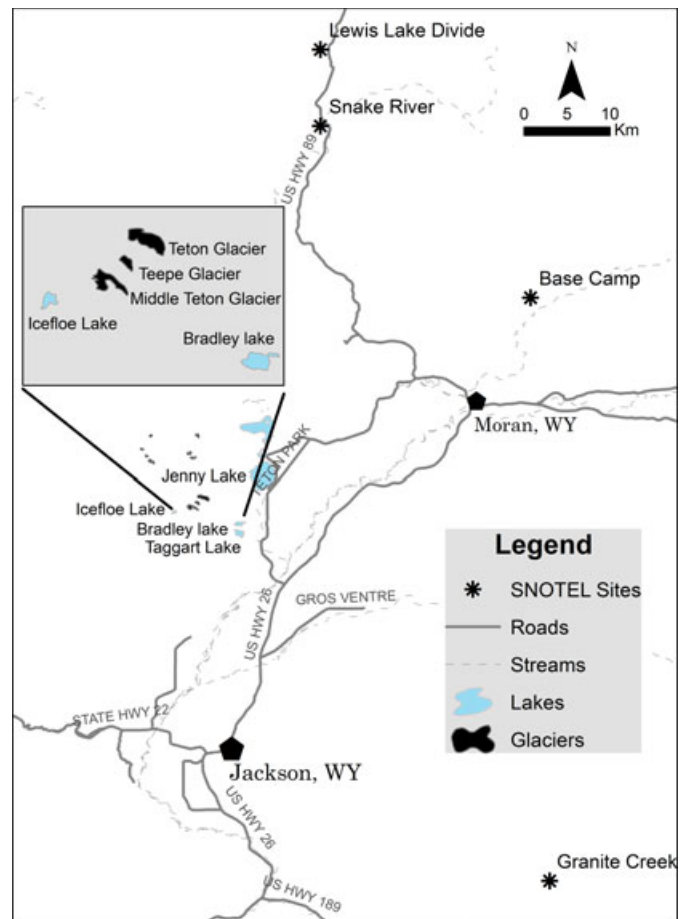 Lewis Lake Divide
N
Snake River
0 5 10
Km
US HWY 89
Teton Glacier
Teepe Glacier
Middle Teton Glacier
Icefloe Lake
Bradley lake
Base Camp
Moran, WY
TETON PARK
Jenny Lake
Icefloe Lake
Bradley lake
Taggart Lake
Legend
SNOTEL Sites
Roads
Streams
Lakes
Glaciers
GROS VENTRE
US HWY 26
STATE HWY 22
Jackson, WY
US HWY 26
US HWY 189
Granite Creek